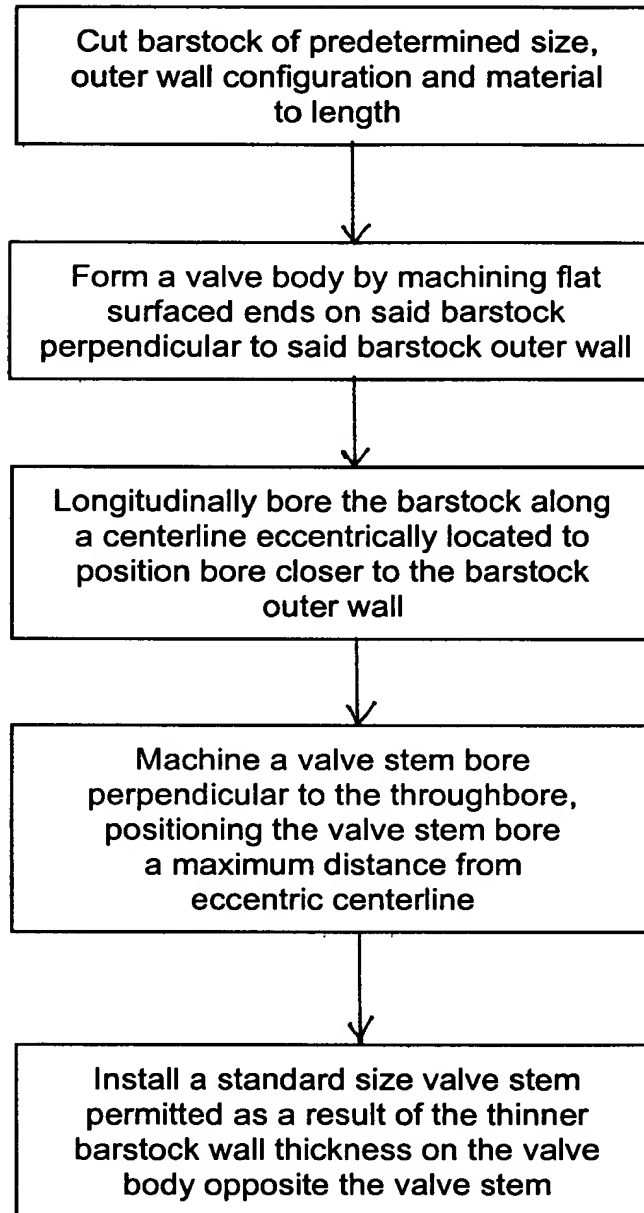 Cut barstock of predetermined size,
outer wall configuration and material
to length
Form a valve body by machining flat
surfaced ends on said barstock
perpendicular to said barstock outer wall
Longitudinally bore the barstock along
a centerline eccentrically located to
position bore closer to the barstock
outer wall
Machine a valve stem bore
perpendicular to the throughbore,
positioning the valve stem bore
a maximum distance from
eccentric centerline
Install a standard size valve stem
permitted as a result of the thinner
barstock wall thickness on the valve
body opposite the valve stem